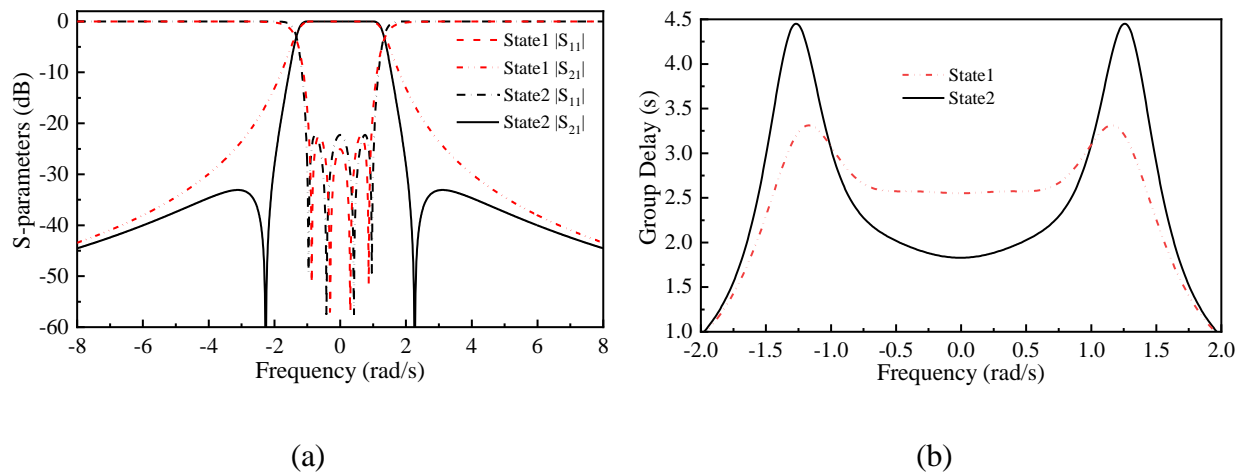 S-parameters (dB)
0
-10
-20
-30
-40
-50
-60
-8
-6
-4
-2
0
2
4
6
8
Frequency (rad/s)
State1 |S11|
State1 |S21|
State2 |S11|
State2 |S21|
(a)
Group Delay (s)
4.5
4.0
3.5
3.0
2.5
2.0
1.5
1.0
-2.0
-1.5
-1.0
-0.5
0.0
0.5
1.0
1.5
2.0
Frequency (rad/s)
State1
State2
(b)